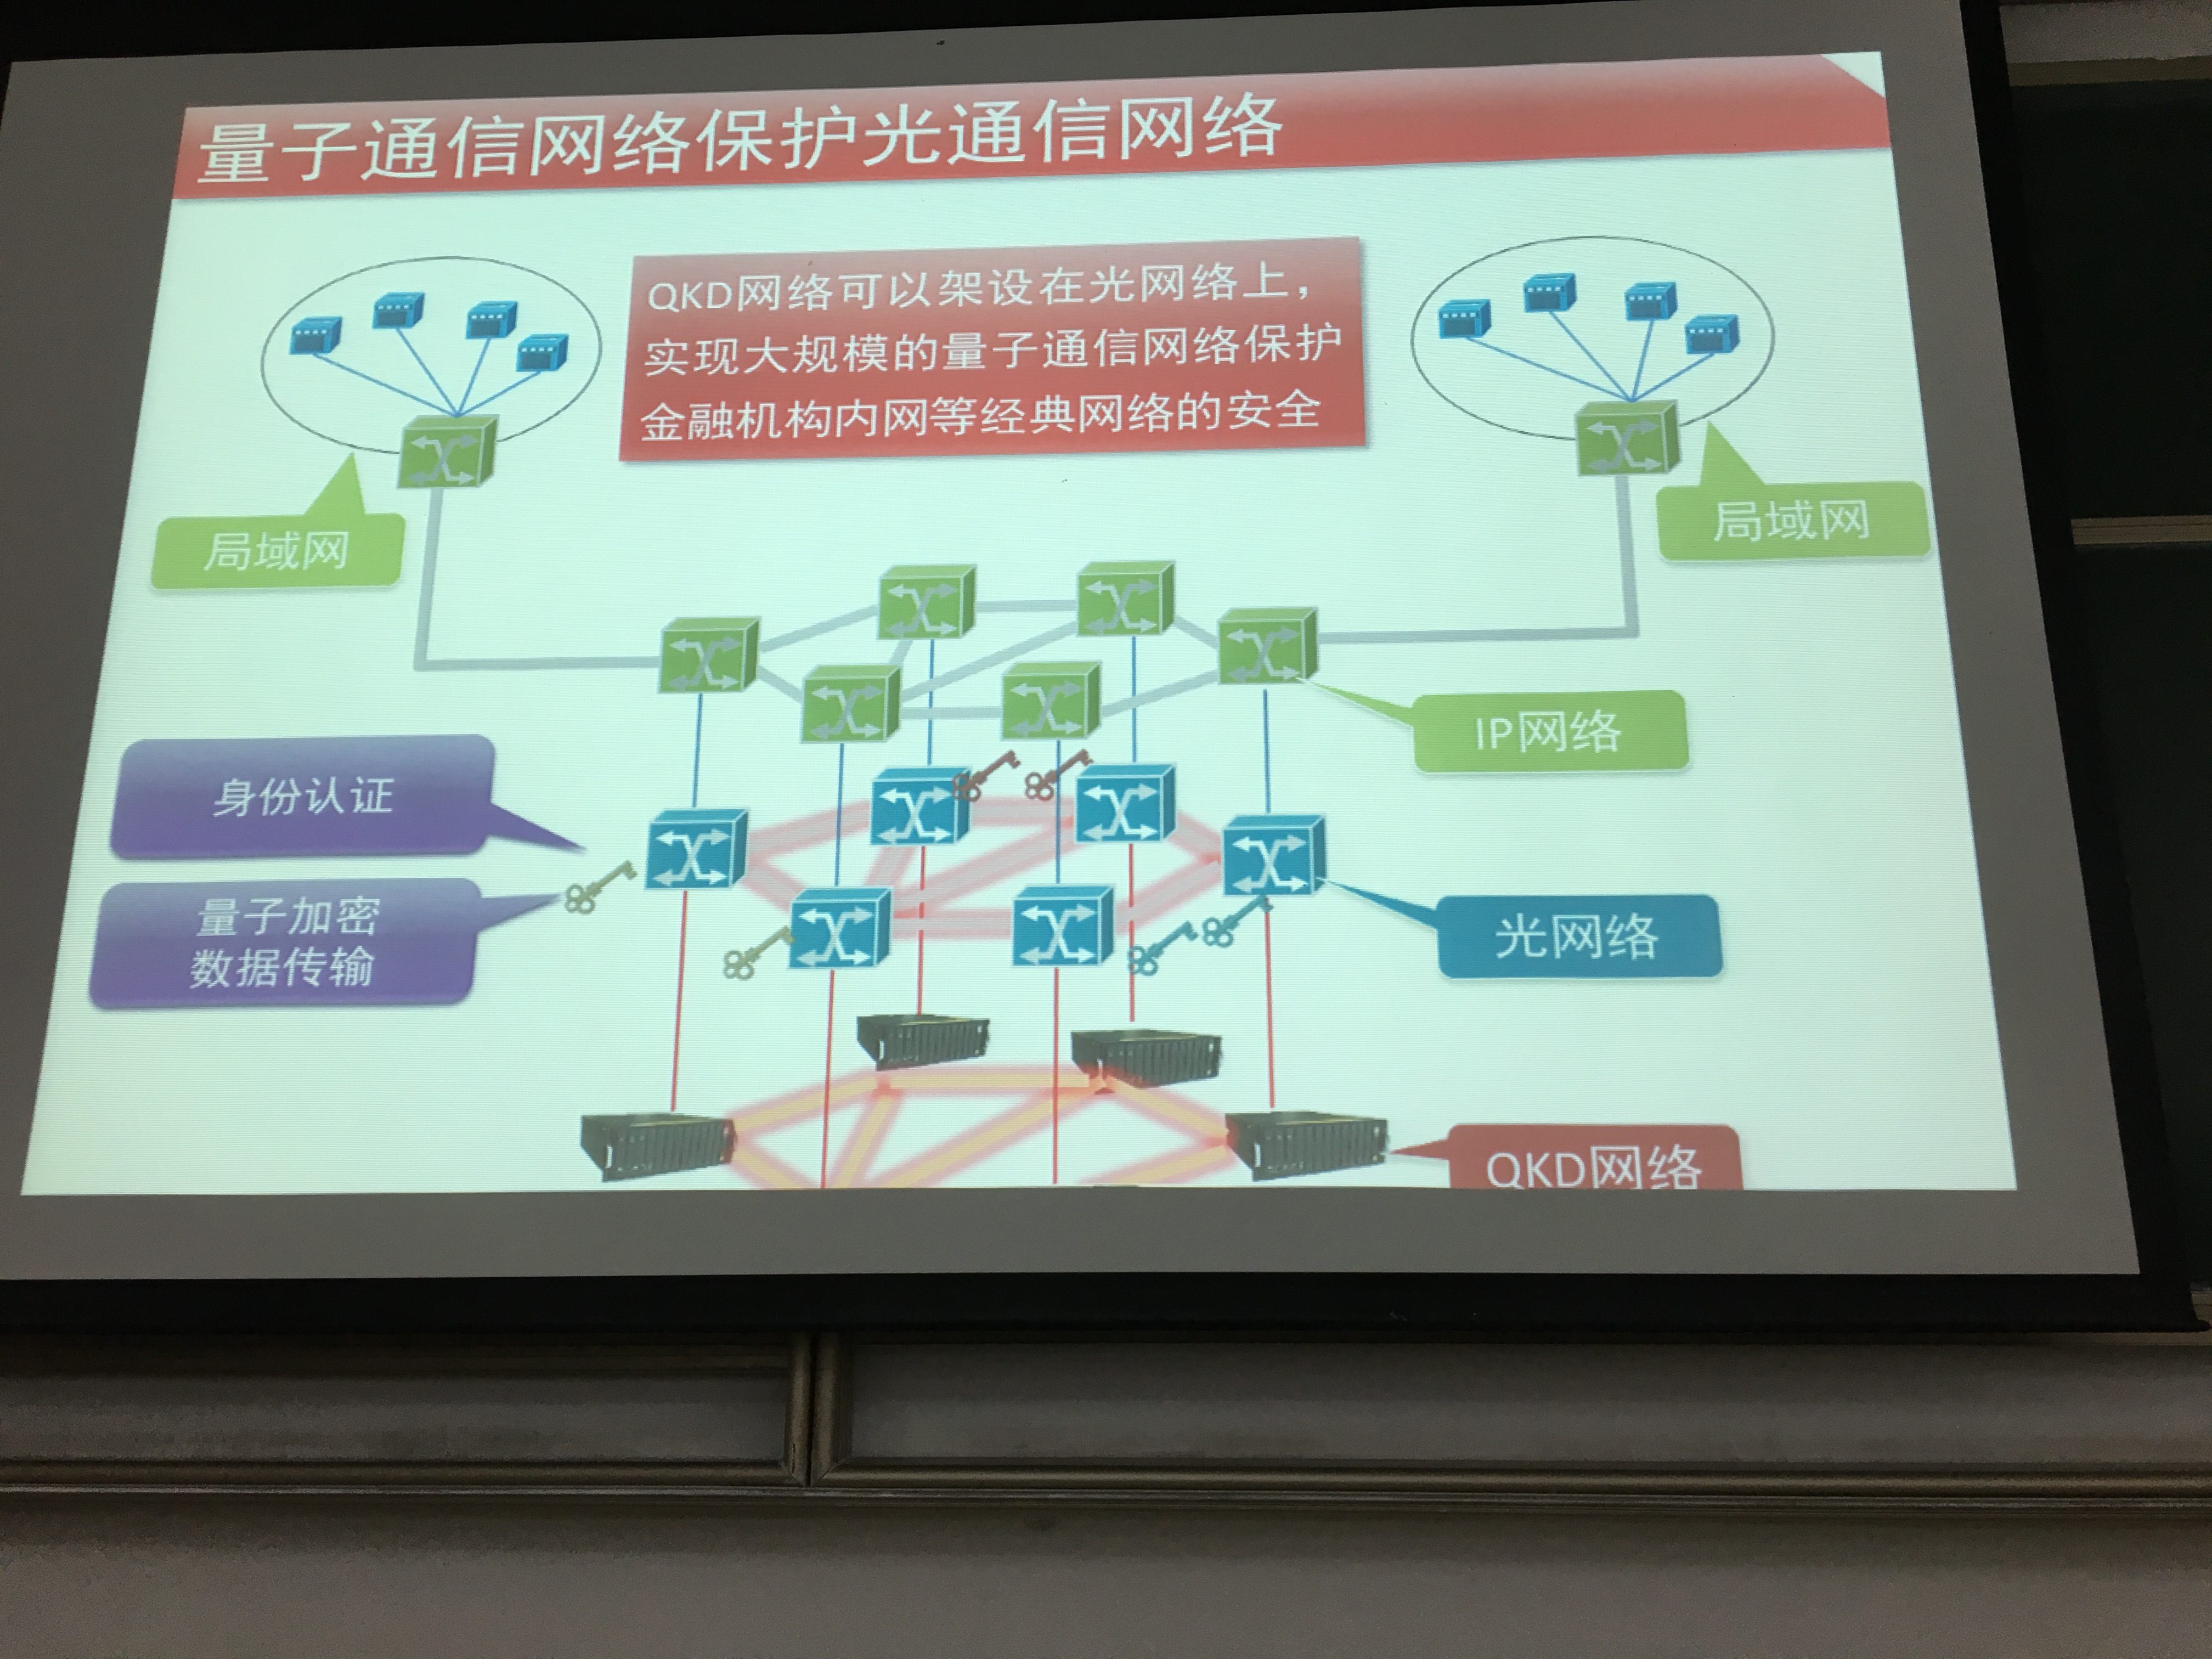 量子通信网络保护光通信网络
QKD网络可以架设在光网络上，
实现大规模的量子通信网络保护
金融机构内网等经典网络的安全
局域网
局域网
IP网络
身份认证
量子加密
数据传输
光网络
QKD网络